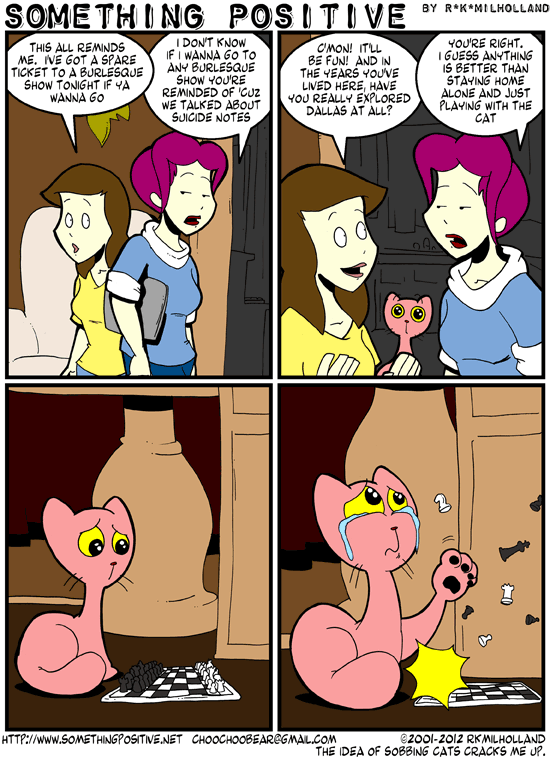 SOMETHING POSITIVE BY R*K*MILHOLLAND
THIS ALL REMINDS
ME. I'VE GOT A SPARE
TICKET TO A BURLESQUE
SHOW TONIGHT IF YA
WANNA GO
I DON'T KNOW
IF I WANNA GO TO
ANY BURLESQUE
SHOW YOU'RE
REMINDED OF 'CUZ
WE TALKED ABOUT
SUICIDE NOTES
C'MON! IT'LL
BE FUN! AND IN
THE YEARS YOU'VE
LIVED HERE, HAVE
YOU REALLY EXPLORED
DALLAS AT ALL?
YOU'RE RIGHT.
I GUESS ANYTHING
IS BETTER THAN
STAYING HOME
ALONE AND JUST
PLAYING WITH THE
CAT
HTTP://WWW.SOMETHINGPOSITIVE.NET CHOOCHOOBEAR@GMAIL.COM ©2001-2012 RKMILHOLLAND
THE IDEA OF SOBBING CATS CRACKS ME UP.